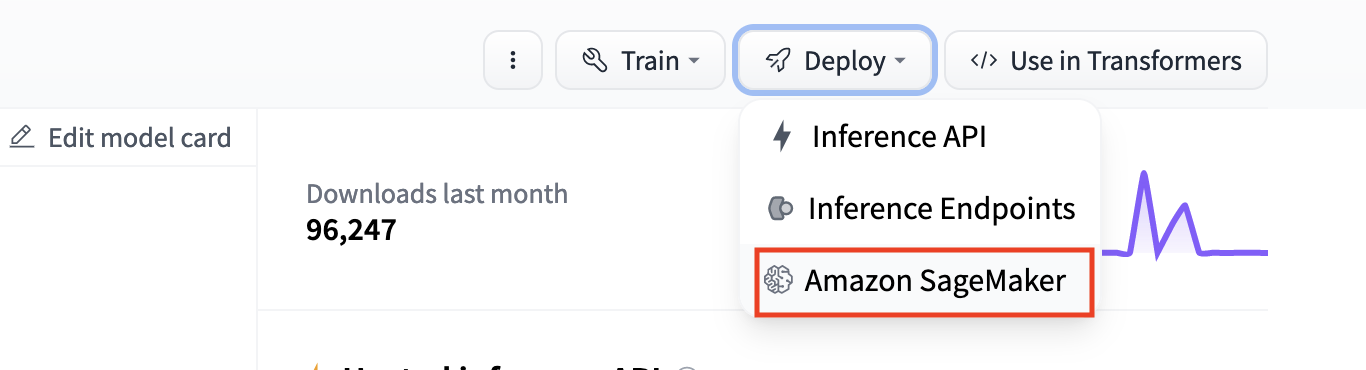 Train
Deploy
</> Use in Transformers
Edit model card
Inference API
Downloads last month
96,247
Inference Endpoints
Amazon SageMaker